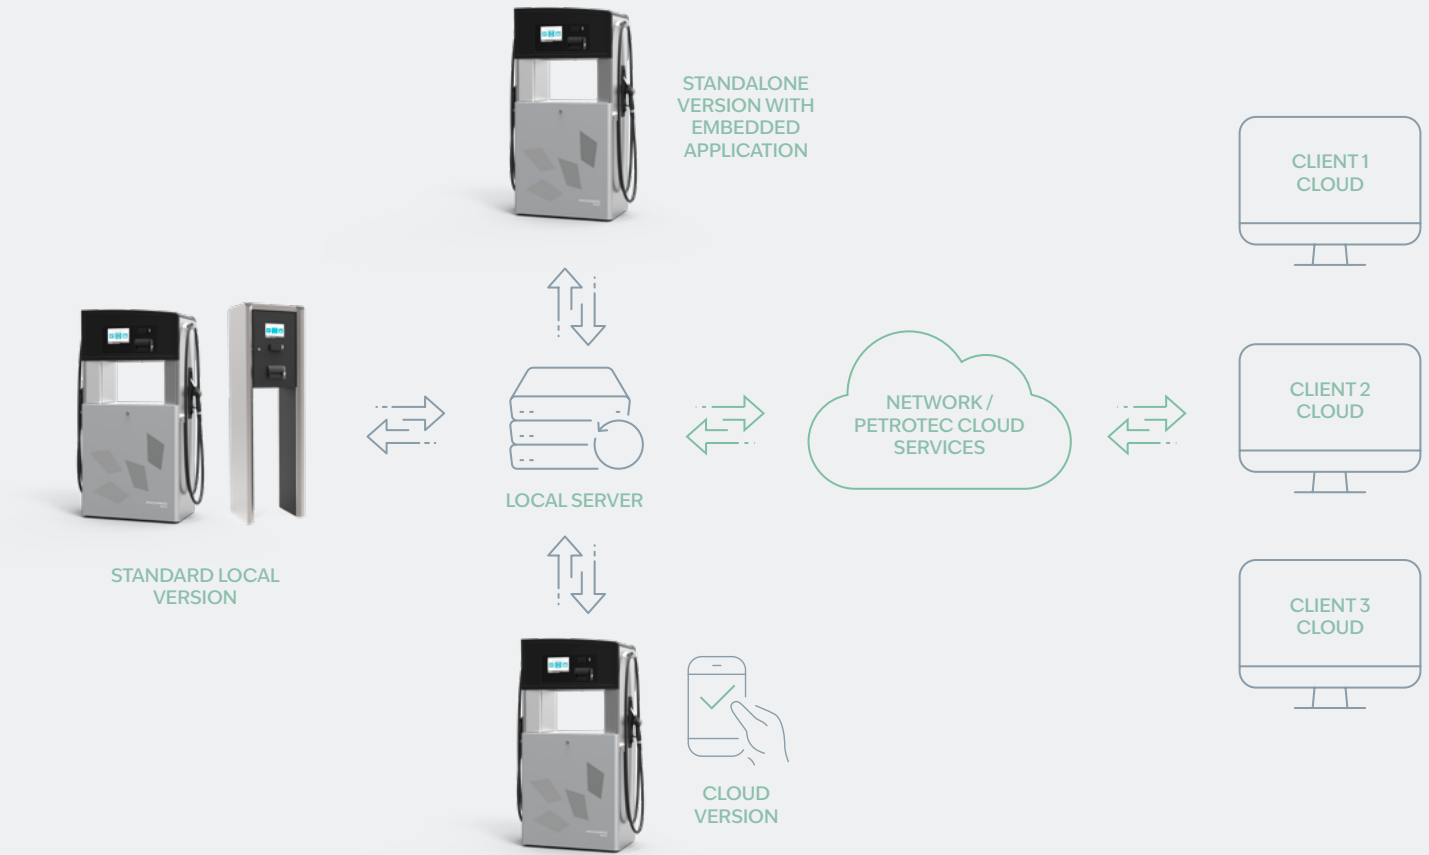 STANDALONE
VERSION WITH
EMBEDDED
APPLICATION
CLIENT 1
CLOUD
NETWORK /
PETROTEC CLOUD
SERVICES
CLIENT 2
CLOUD
LOCAL SERVER
STANDARD LOCAL
VERSION
CLIENT 3
CLOUD
CLOUD
VERSION